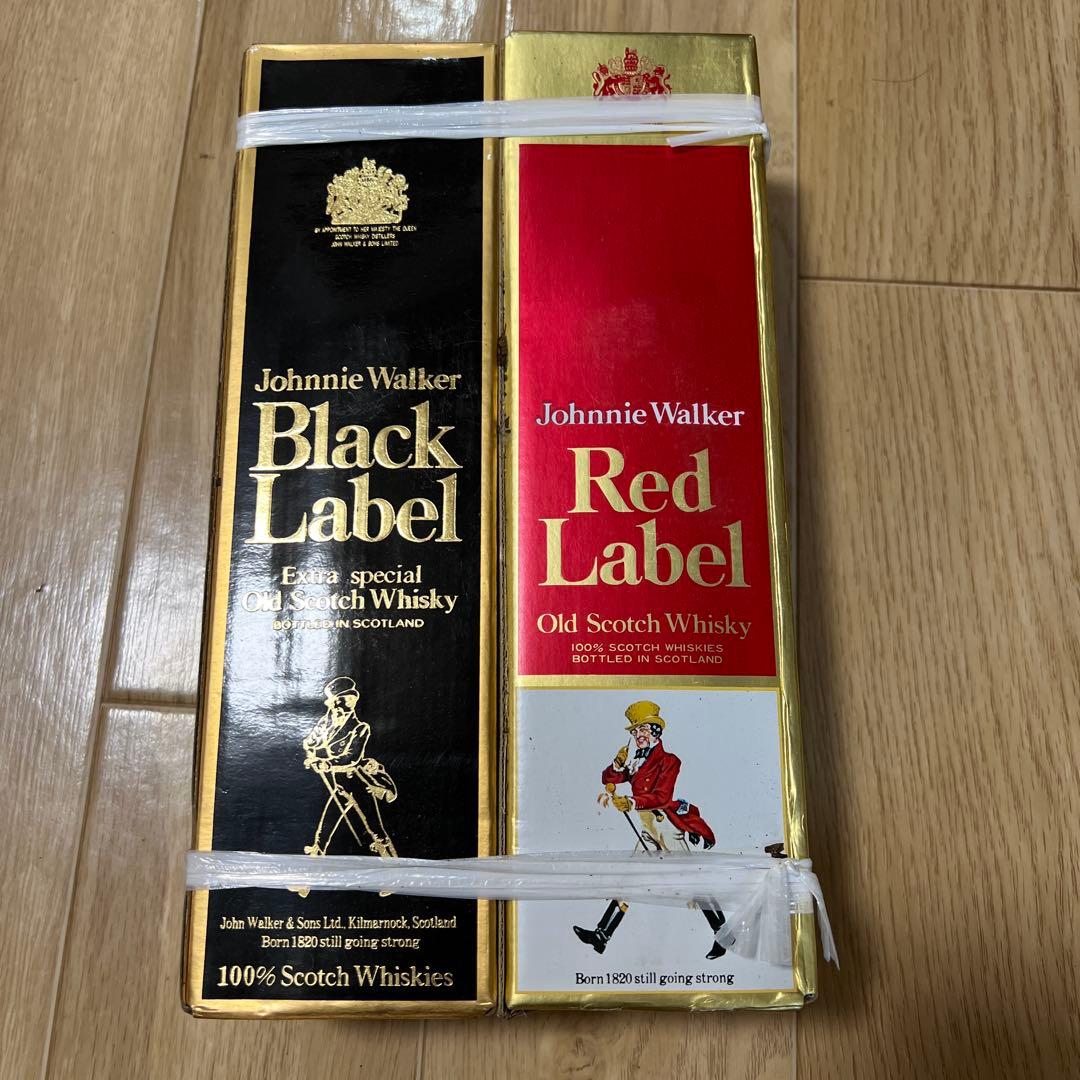 BY APPOINTMENT TO HER MAJESTY THE QUEEN
SCOTCH WHISKY DISTILLERS
JOHN WALKER & SONS LIMITED
Johnnie Walker
Black
Label
Extra special
Old Scotch Whisky
BOTTLED IN SCOTLAND
John Walker & Sons Ltd., Kilmarnock, Scotland
Born 1820 still going strong
100% Scotch Whiskies
Johnnie Walker
Red
Label
Old Scotch Whisky
100% SCOTCH WHISKIES
BOTTLED IN SCOTLAND
Born 1820 still going strong